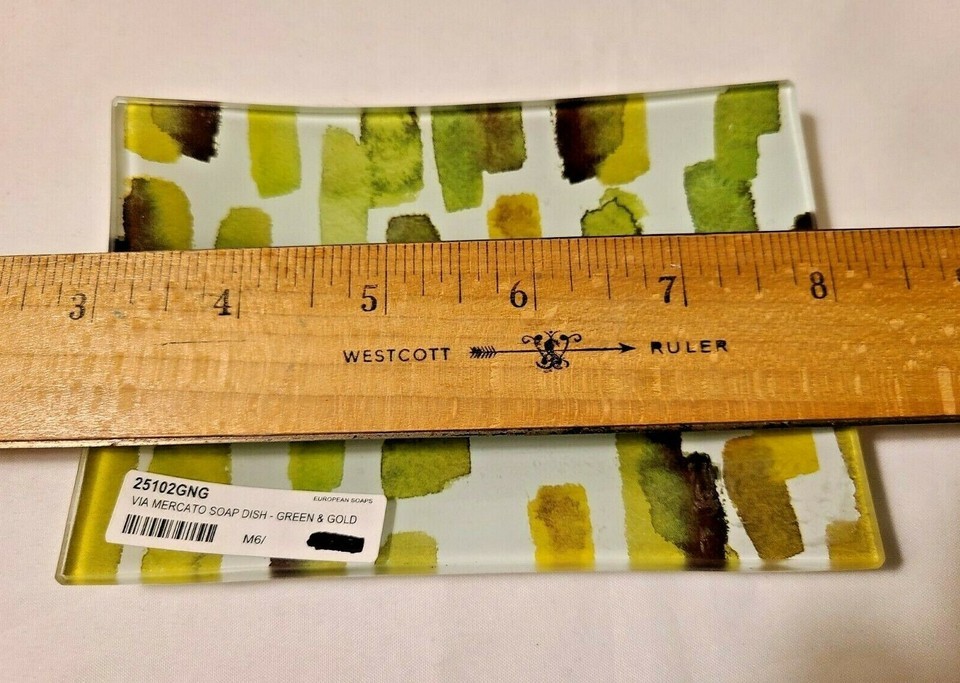 3 4 5 6 7 8
WESTCOTT RULER
25102GNG
EUROPEAN SOAPS
VIA MERCATO SOAP DISH - GREEN & GOLD
M6/